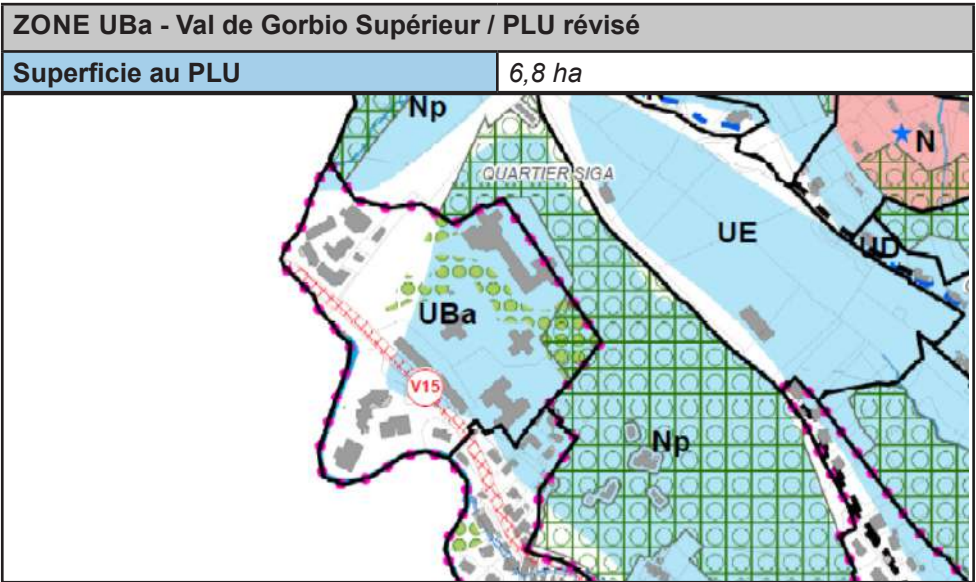 ZONE UBa - Val de Gorbio Supérieur / PLU révisé
Superficie au PLU 6,8 ha
Np
N
QUARTIER SIGA
UE
UD
UBa
V15
Np